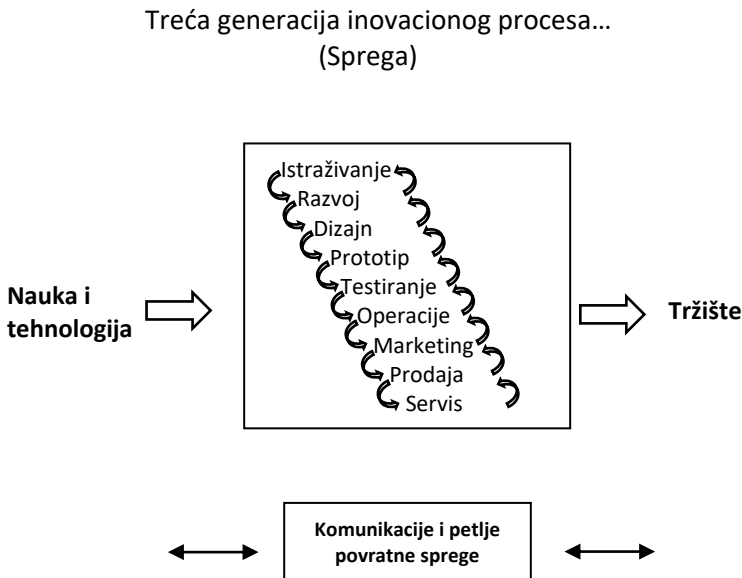 Treća generacija inovacionog procesa…
(Sprega)
Istraživanje
Razvoj
Dizajn
Prototip
Testiranje
Operacije
Marketing
Prodaja
Servis
Nauka i
tehnologija
Tržište
Komunikacije i petlje
povratne sprege